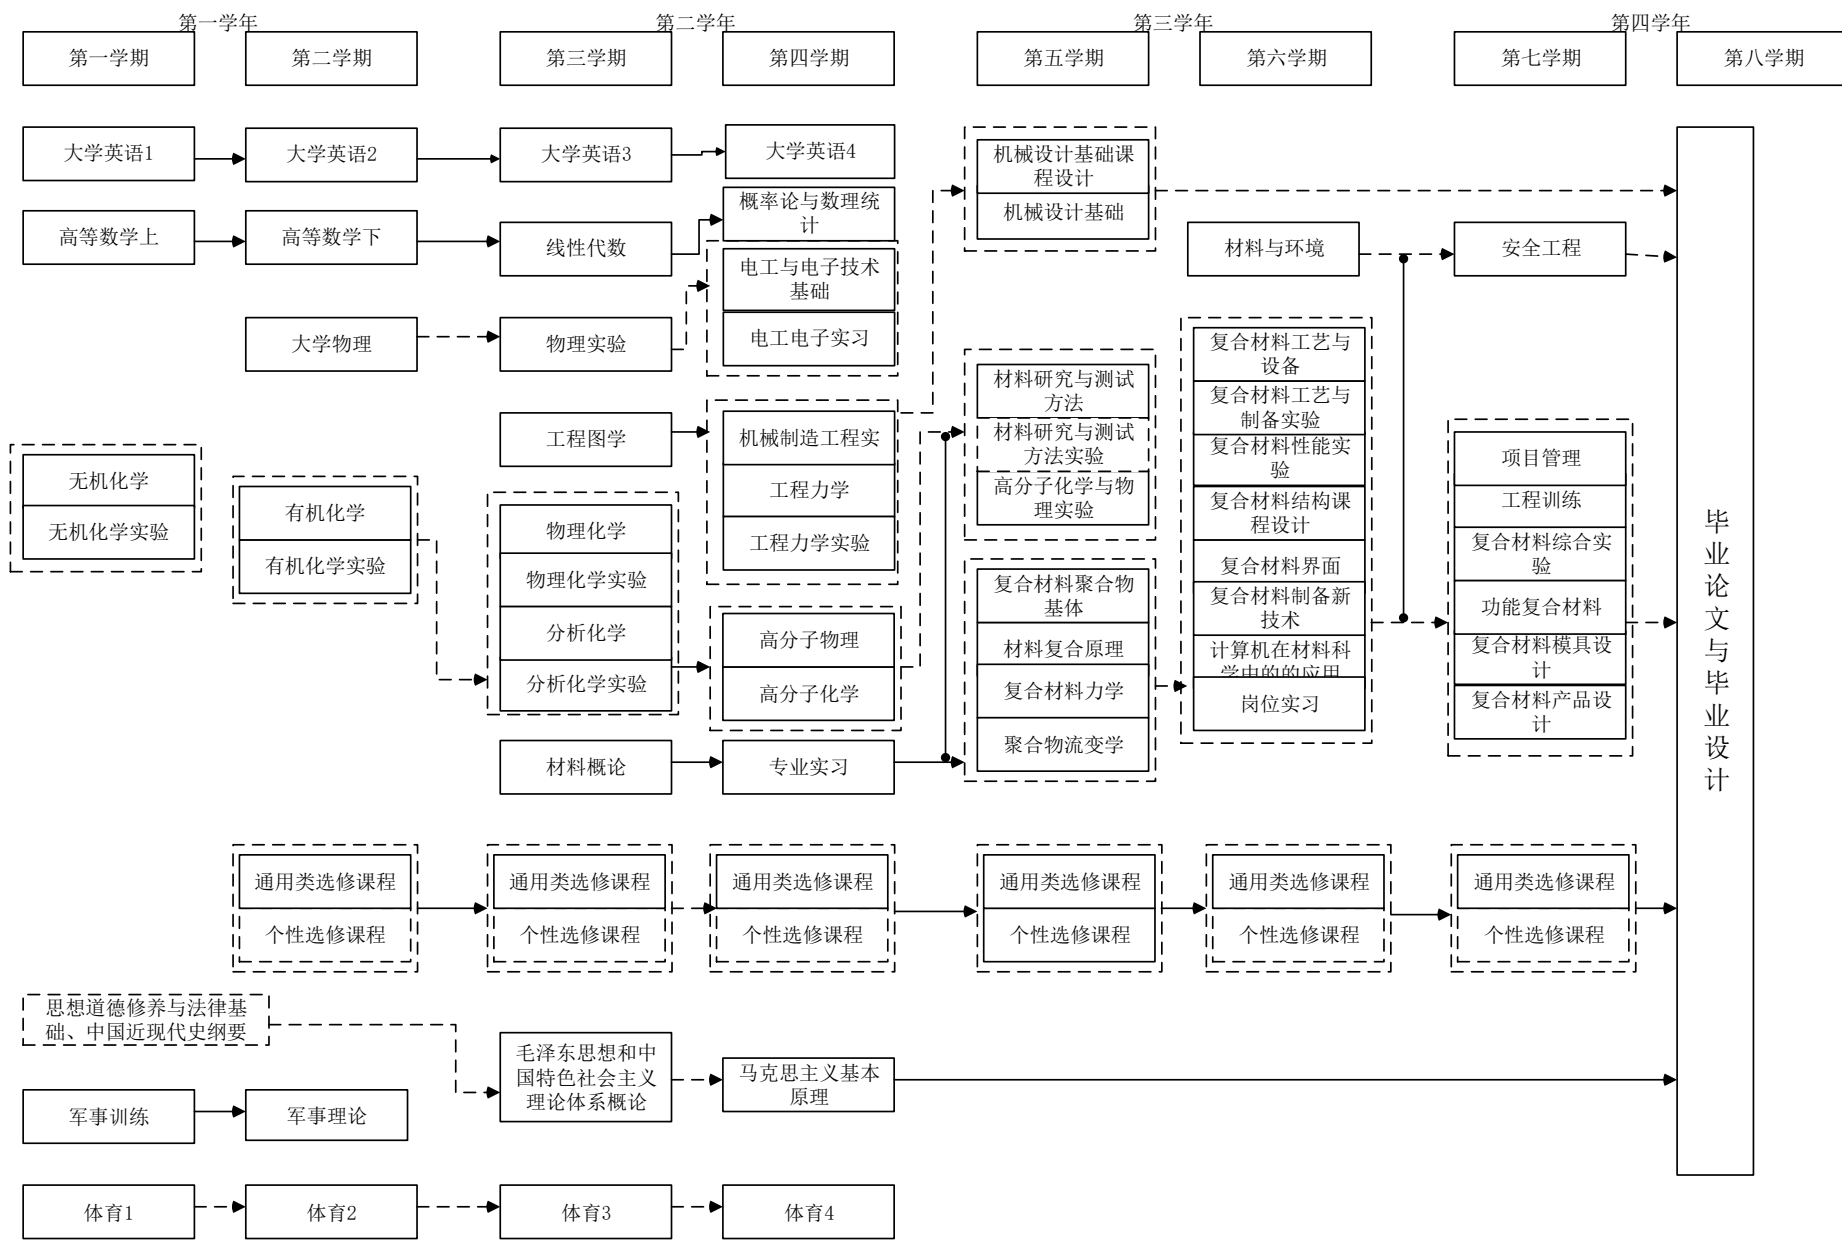 第一学年
第二学年
第三学年
第四学年
第一学期
第二学期
第三学期
第四学期
第五学期
第六学期
第七学期
第八学期
大学英语1
大学英语2
大学英语3
大学英语4
高等数学上
高等数学下
线性代数
概率论与数理统
计
大学物理
物理实验
电工与电子技术
基础
电工电子实习
机械设计基础课
程设计
机械设计基础
材料与环境
安全工程
工程图学
机械制造工程实
工程力学
工程力学实验
无机化学
无机化学实验
有机化学
有机化学实验
物理化学
物理化学实验
分析化学
分析化学实验
高分子物理
高分子化学
材料概论
专业实习
材料研究与测试
方法
材料研究与测试
方法实验
高分子化学与物
理实验
复合材料聚合物
基体
材料复合原理
复合材料力学
聚合物流变学
复合材料工艺与
设备
复合材料工艺与
制备实验
复合材料性能实
验
复合材料结构课
程设计
复合材料界面
复合材料制备新
技术
计算机在材料科
学中的的应用
岗位实习
项目管理
工程训练
复合材料综合实
验
功能复合材料
复合材料模具设
计
复合材料产品设
计
毕业论文与毕业设计
通用类选修课程
个性选修课程
通用类选修课程
个性选修课程
通用类选修课程
个性选修课程
通用类选修课程
个性选修课程
通用类选修课程
个性选修课程
通用类选修课程
个性选修课程
思想道德修养与法律基
础、中国近现代史纲要
毛泽东思想和中
国特色社会主义
理论体系概论
马克思主义基本
原理
军事训练
军事理论
体育1
体育2
体育3
体育4